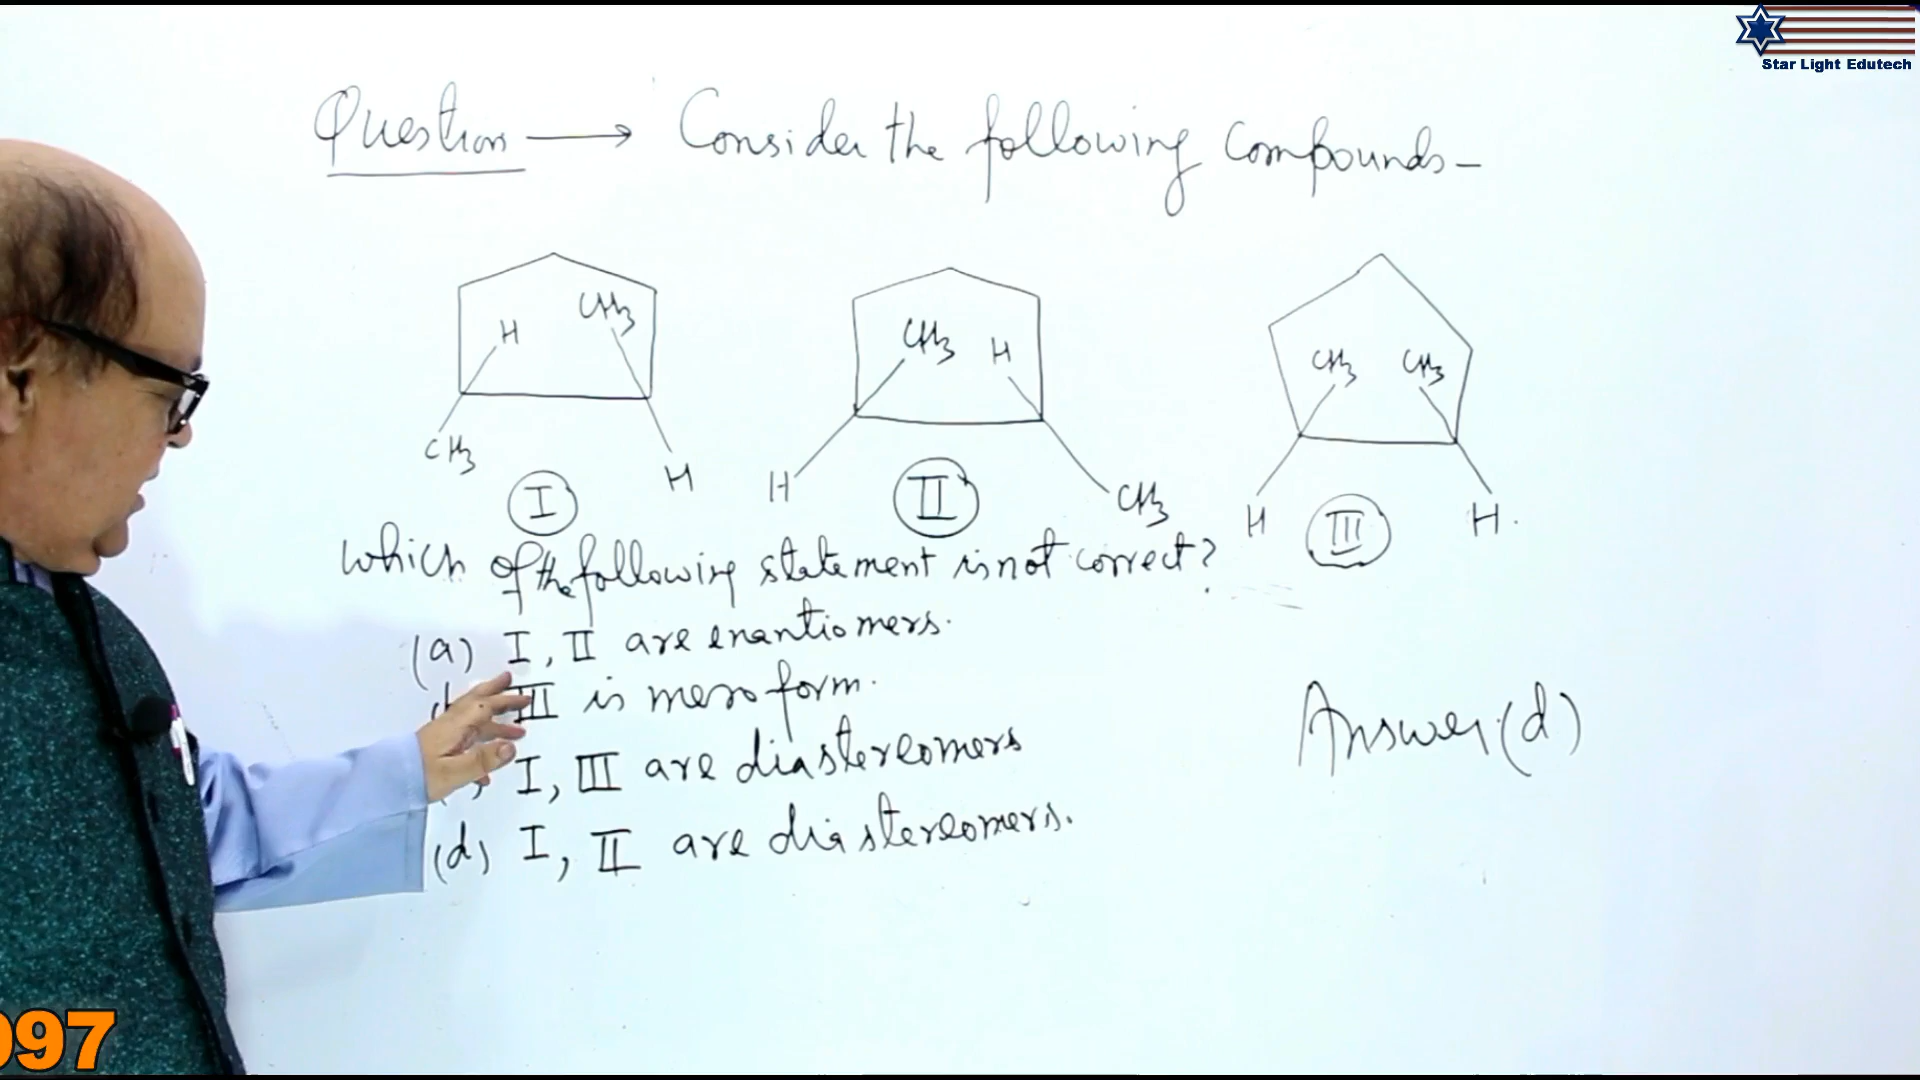 Star Light Edutech
Question → Consider the following compounds-
H CH3
CH3 H
I
CH3 H
H CH3
II
CH3 CH3
H H.
III
Which of the following statement is not correct?
(a) I, II are enantiomers.
III is meso form.
I, III are diastereomers
(d) I, II are diastereomers.
Answer (d)
97